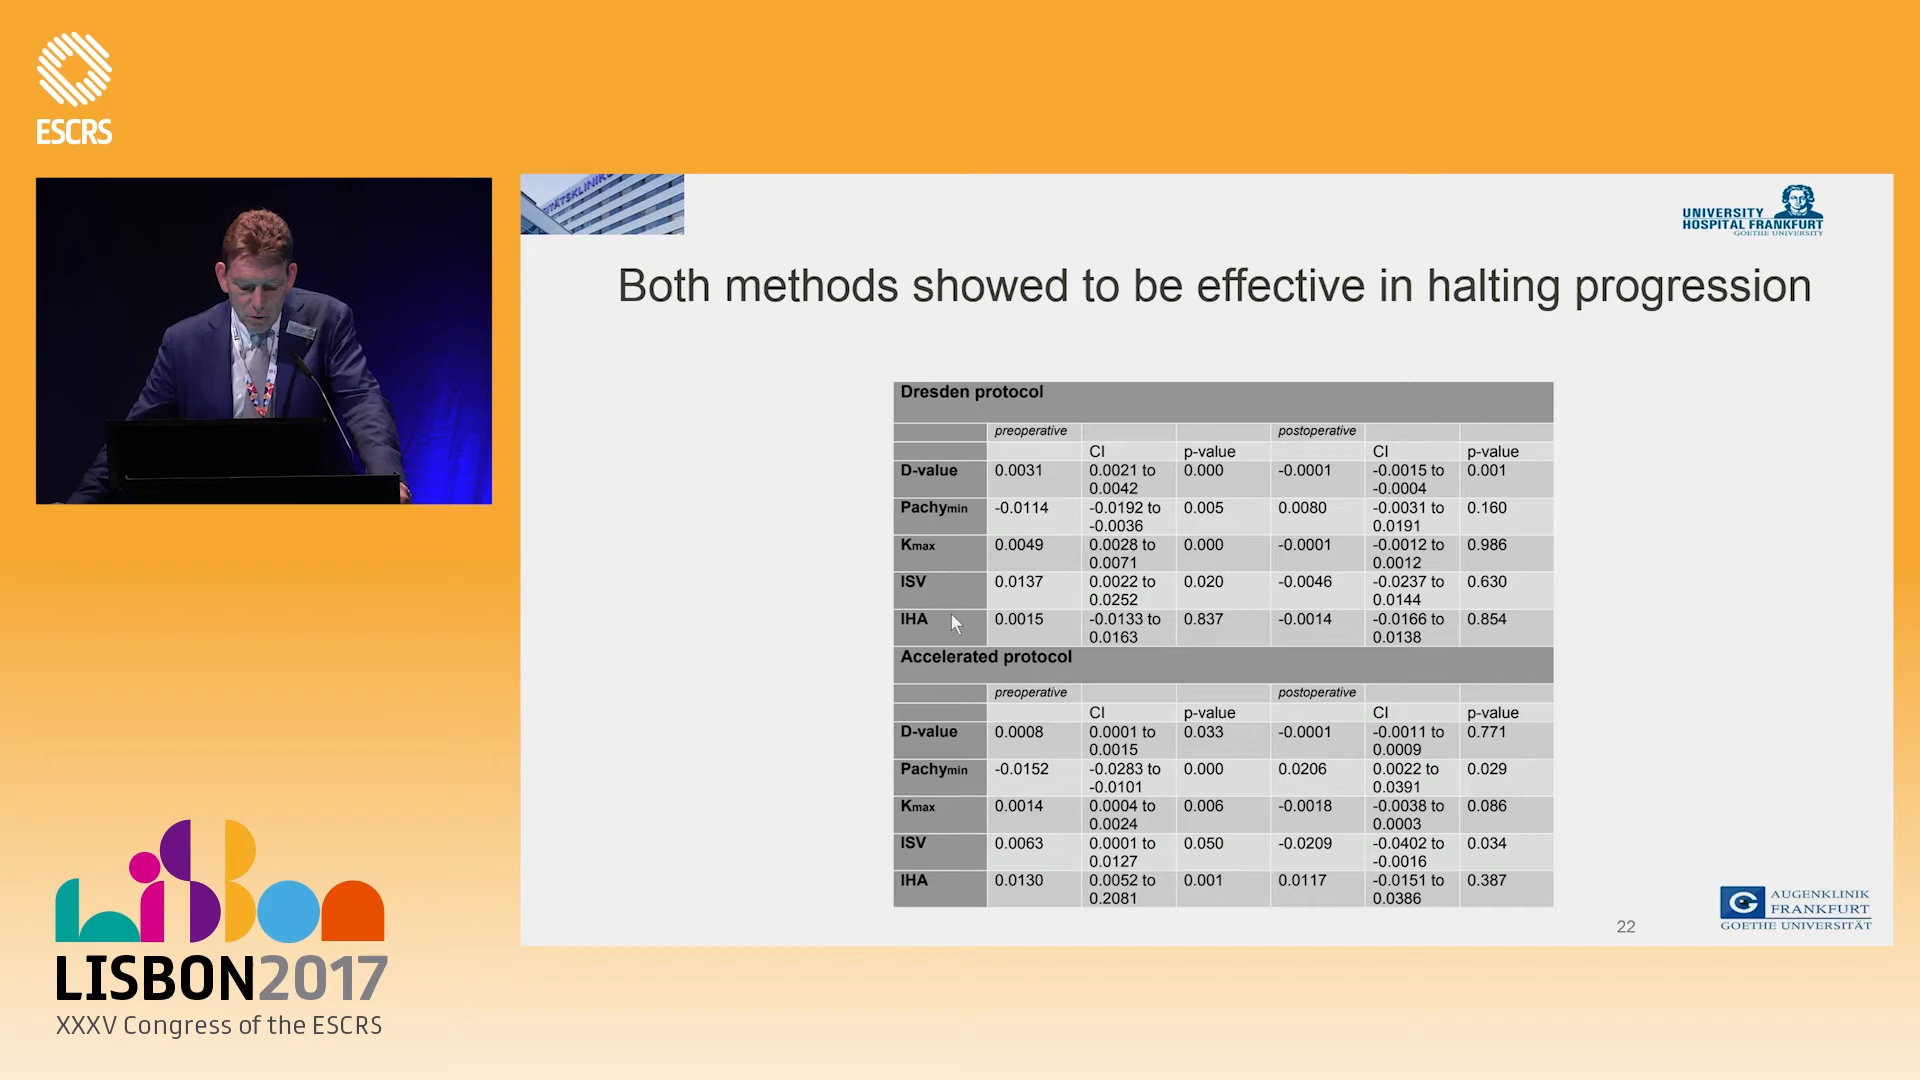 ESCRS
ITÄTSKLINIK
UNIVERSITY
HOSPITAL FRANKFURT
GOETHE UNIVERSITY
Both methods showed to be effective in halting progression
Dresden protocol
preoperative postoperative
CI p-value CI p-value
D-value 0.0031 0.0021 to 0.000 -0.0001 -0.0015 to 0.001
0.0042 -0.0004
Pachymin -0.0114 -0.0192 to 0.005 0.0080 -0.0031 to 0.160
-0.0036 0.0191
Kmax 0.0049 0.0028 to 0.000 -0.0001 -0.0012 to 0.986
0.0071 0.0012
ISV 0.0137 0.0022 to 0.020 -0.0046 -0.0237 to 0.630
0.0252 0.0144
IHA 0.0015 -0.0133 to 0.837 -0.0014 -0.0166 to 0.854
0.0163 0.0138
Accelerated protocol
preoperative postoperative
CI p-value CI p-value
D-value 0.0008 0.0001 to 0.033 -0.0001 -0.0011 to 0.771
0.0015 0.0009
Pachymin -0.0152 -0.0283 to 0.000 0.0206 0.0022 to 0.029
-0.0101 0.0391
Kmax 0.0014 0.0004 to 0.006 -0.0018 -0.0038 to 0.086
0.0024 0.0003
ISV 0.0063 0.0001 to 0.050 -0.0209 -0.0402 to 0.034
0.0127 -0.0016
IHA 0.0130 0.0052 to 0.001 0.0117 -0.0151 to 0.387
0.2081 0.0386
22
AUGENKLINIK
FRANKFURT
GOETHE UNIVERSITÄT
LiSBon
LISBON2017
XXXV Congress of the ESCRS